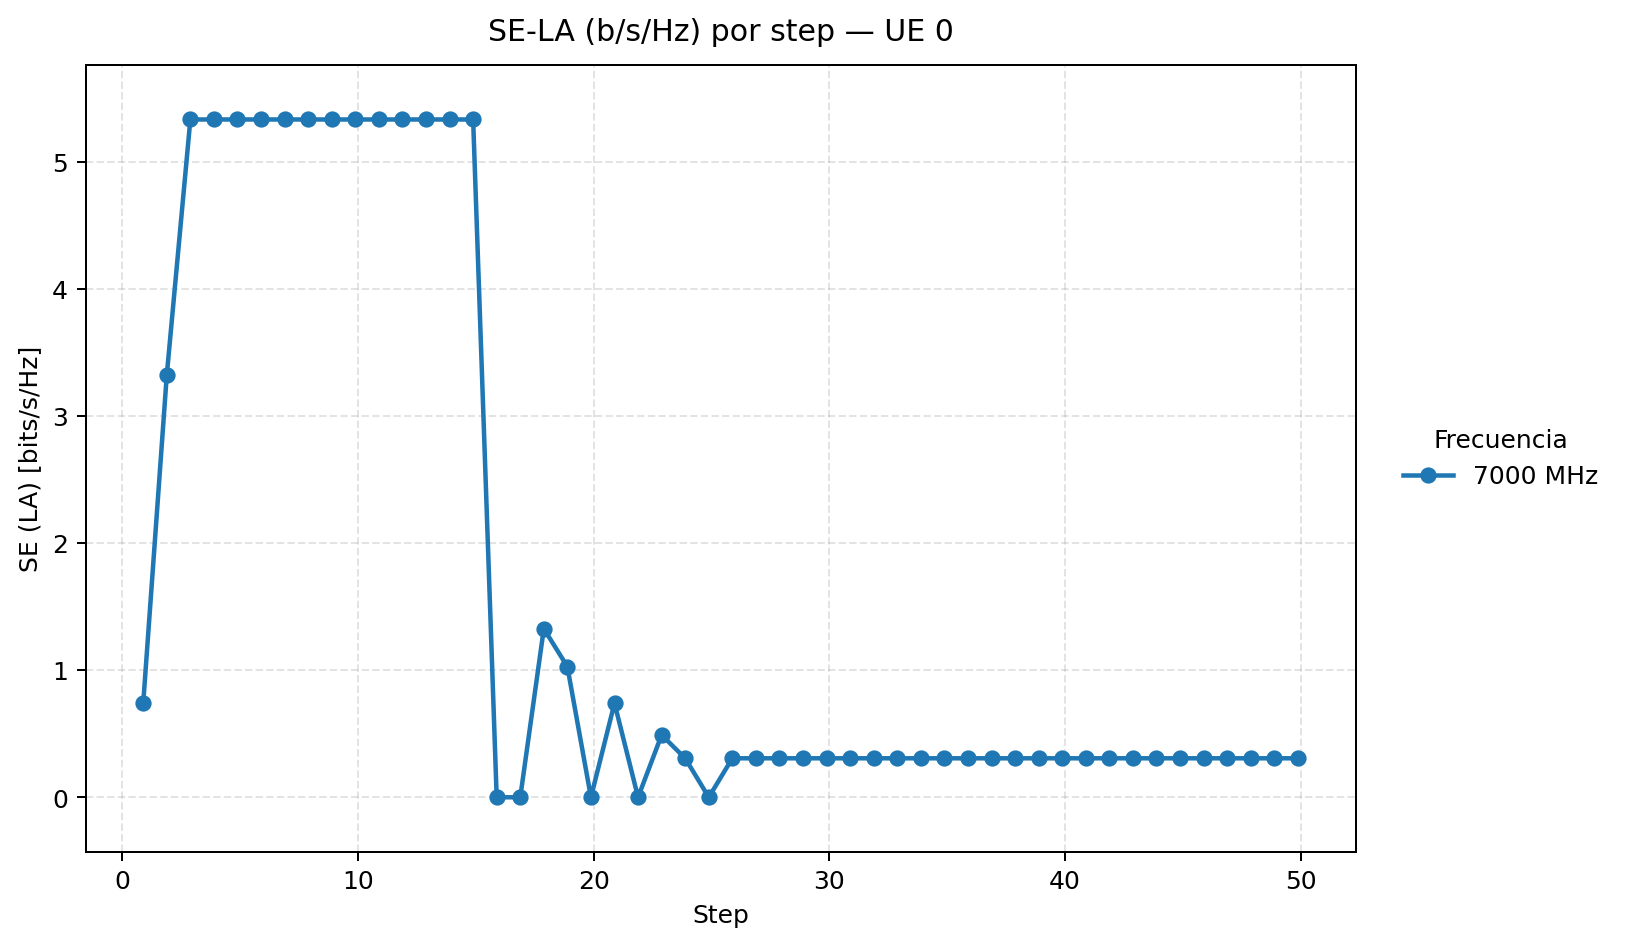 SE-LA (b/s/Hz) por step — UE 0
SE (LA) [bits/s/Hz]
5
4
3
2
1
0
0 10 20 30 40 50
Step
Frecuencia
7000 MHz